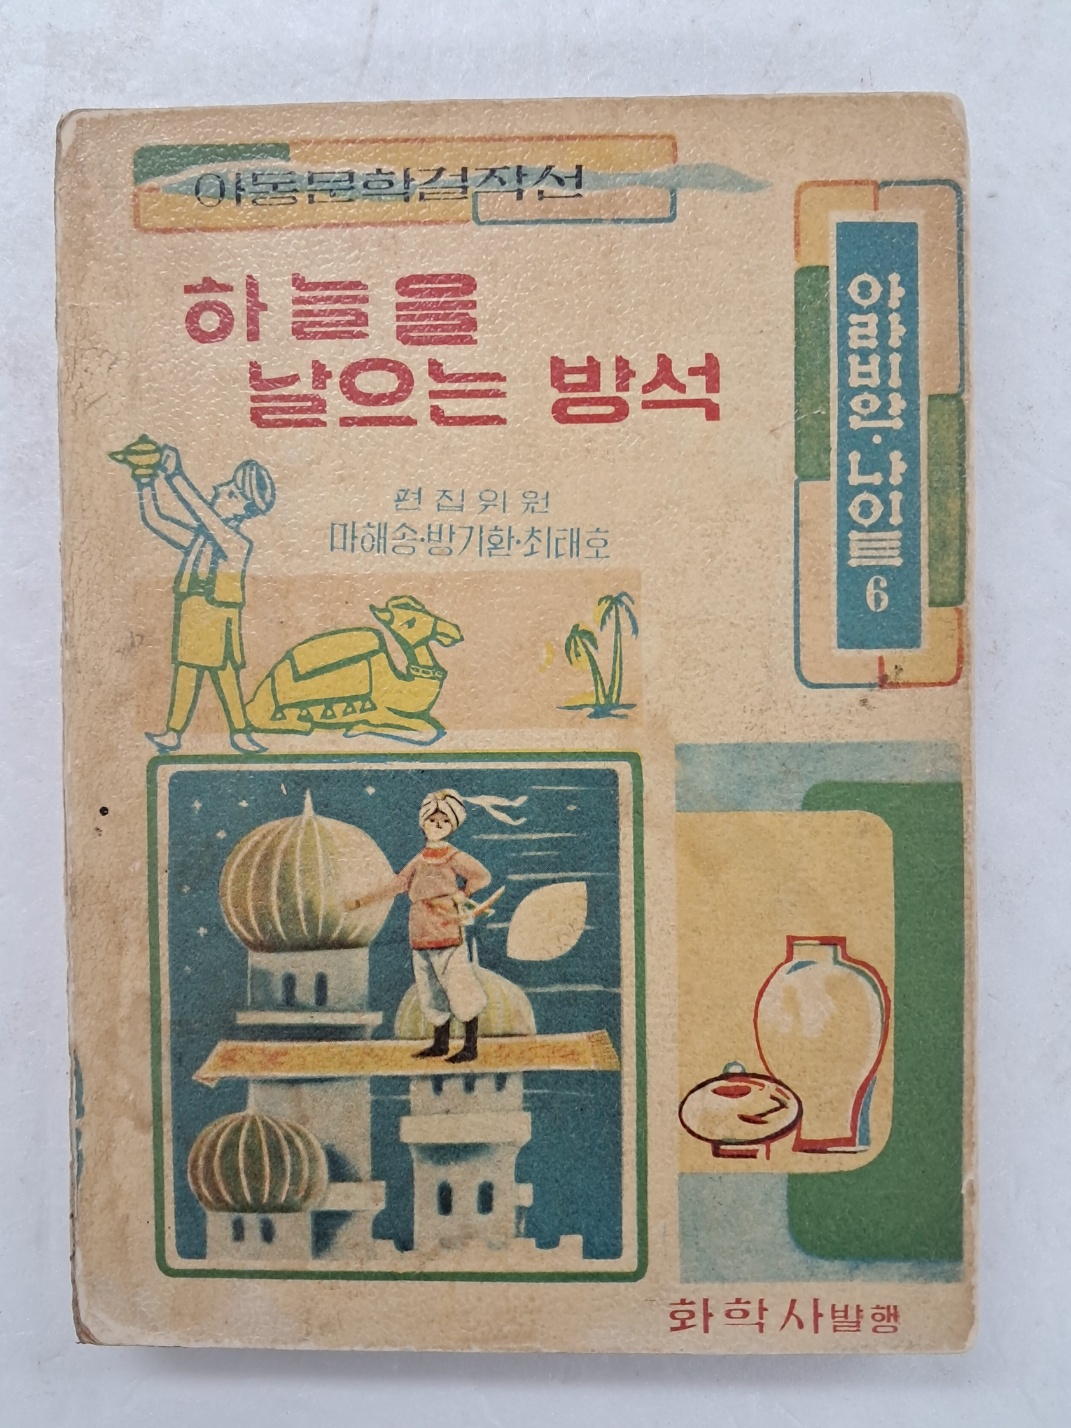 아동문학걸작선
하늘을
날으는 방석
편집위원
마해송·방기환·최태호
아라비안·나이트 6
화학사발행